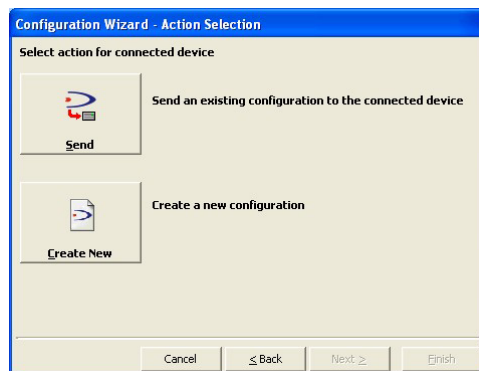 Configuration Wizard - Action Selection
Select action for connected device
Send an existing configuration to the connected device
Send
Create a new configuration
Create New
Cancel
< Back
Next >
Finish